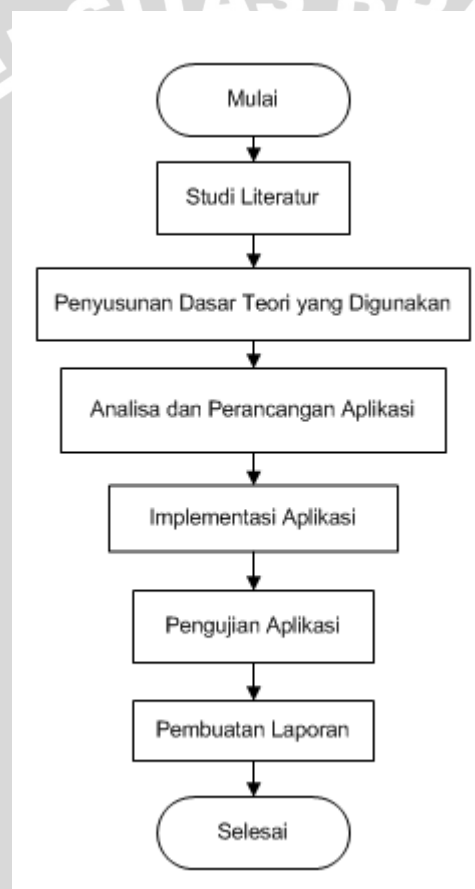 Mulai
Studi Literatur
Penyusunan Dasar Teori yang Digunakan
Analisa dan Perancangan Aplikasi
Implementasi Aplikasi
Pengujian Aplikasi
Pembuatan Laporan
Selesai